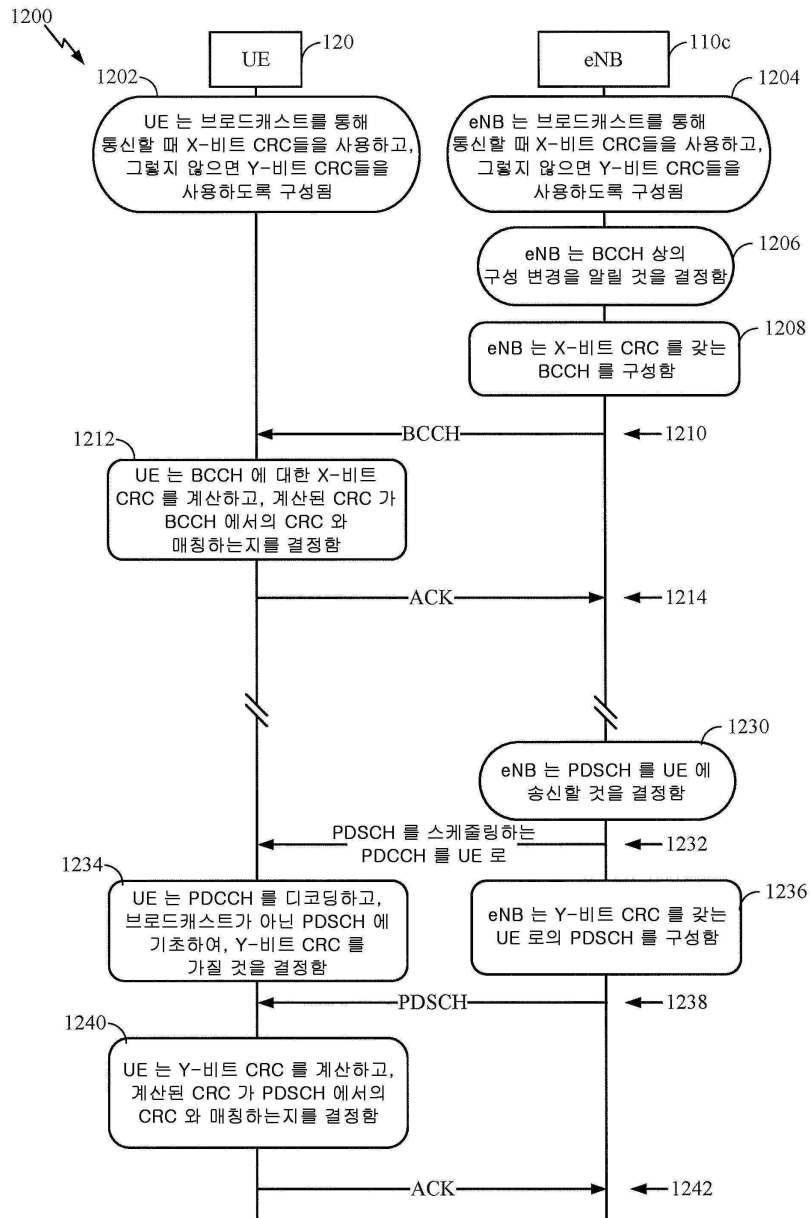 1200
UE
120
eNB
110c
1202
UE 는 브로드캐스트를 통해
통신할 때 X-비트 CRC들을 사용하고,
그렇지 않으면 Y-비트 CRC들을
사용하도록 구성됨
1204
eNB 는 브로드캐스트를 통해
통신할 때 X-비트 CRC들을 사용하고,
그렇지 않으면 Y-비트 CRC들을
사용하도록 구성됨
1206
eNB 는 BCCH 상의
구성 변경을 알릴 것을 결정함
1208
eNB 는 X-비트 CRC 를 갖는
BCCH 를 구성함
BCCH
1210
1212
UE 는 BCCH 에 대한 X-비트
CRC 를 계산하고, 계산된 CRC 가
BCCH 에서의 CRC 와
매칭하는지를 결정함
ACK
1214
1230
eNB 는 PDSCH 를 UE 에
송신할 것을 결정함
PDSCH 를 스케줄링하는
PDCCH 를 UE 로
1232
1234
UE 는 PDCCH 를 디코딩하고,
브로드캐스트가 아닌 PDSCH 에
기초하여, Y-비트 CRC 를
가질 것을 결정함
1236
eNB 는 Y-비트 CRC 를 갖는
UE 로의 PDSCH 를 구성함
PDSCH
1238
1240
UE 는 Y-비트 CRC 를 계산하고,
계산된 CRC 가 PDSCH 에서의
CRC 와 매칭하는지를 결정함
ACK
1242